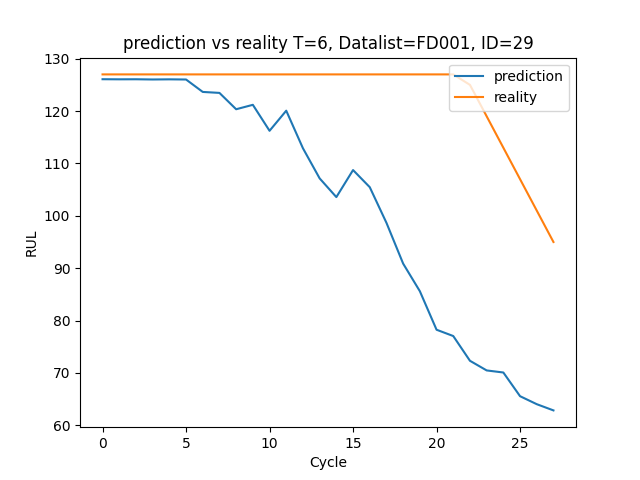 prediction vs reality T=6, Datalist=FD001, ID=29
prediction
reality
130
120
110
100
90
80
70
60
RUL
0 5 10 15 20 25
Cycle